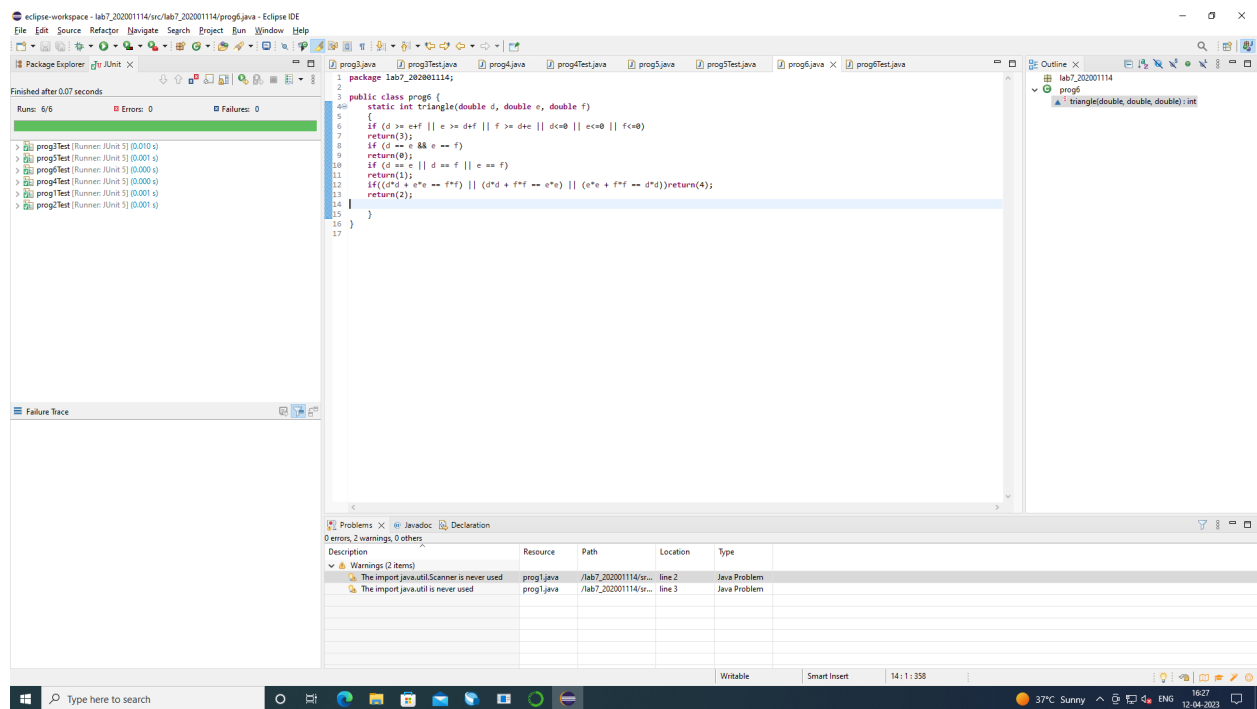 eclipse-workspace - lab7_202001114/src/lab7_202001114/prog6.java - Eclipse IDE
File Edit Source Refactor Navigate Search Project Run Window Help
Package Explorer JUnit
Finished after 0.07 seconds
Runs: 6/6 Errors: 0 Failures: 0
prog3Test [Runner: JUnit 5] (0.010 s)
prog5Test [Runner: JUnit 5] (0.001 s)
prog6Test [Runner: JUnit 5] (0.000 s)
prog4Test [Runner: JUnit 5] (0.000 s)
prog1Test [Runner: JUnit 5] (0.001 s)
prog2Test [Runner: JUnit 5] (0.001 s)
Failure Trace
prog3.java prog3Test.java prog4.java prog4Test.java prog5.java prog5Test.java prog6.java prog6Test.java
1 package lab7_202001114;
2
3 public class prog6 {
4 static int triangle(double d, double e, double f)
5 {
6 if (d >= e+f || e >= d+f || f >= d+e || d<=0 || e<=0 || f<=0)
7 return(3);
8 if (d == e && e == f)
9 return(0);
10 if (d == e || d == f || e == f)
11 return(1);
12 if((d*d + e*e == f*f) || (d*d + f*f == e*e) || (e*e + f*f == d*d))return(4);
13 return(2);
14
15 }
16 }
17
Outline
lab7_202001114
prog6
triangle(double, double, double) : int
Problems Javadoc Declaration
0 errors, 2 warnings, 0 others
Description Resource Path Location Type
Warnings (2 items)
The import java.util.Scanner is never used prog1.java /lab7_202001114/sr... line 2 Java Problem
The import java.util is never used prog1.java /lab7_202001114/sr... line 3 Java Problem
Writable Smart Insert 14 : 1 : 358
Type here to search
37°C Sunny ENG 16:27
12-04-2023